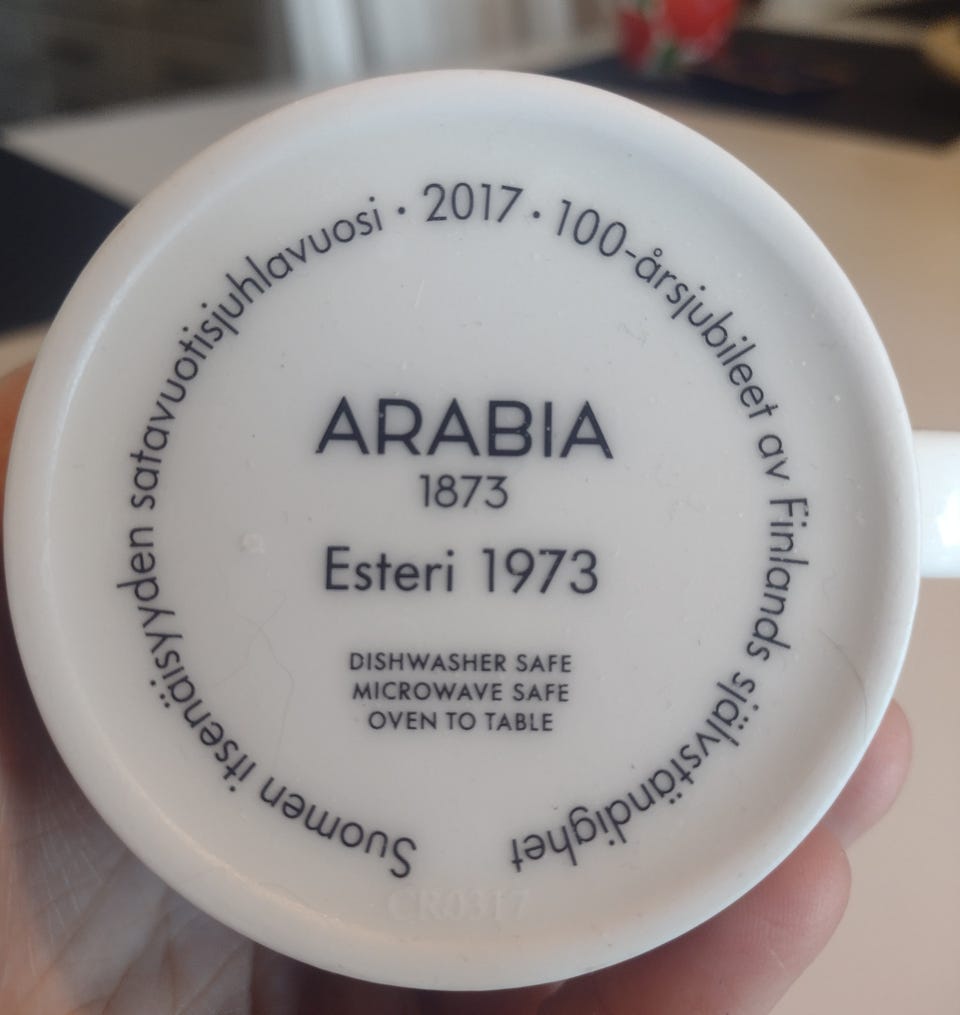 Suomen itsenäisyyden satavuotisjuhlavuosi · 2017 · 100-årsjubileet av Finlands självständighet
ARABIA
1873
Esteri 1973
DISHWASHER SAFE
MICROWAVE SAFE
OVEN TO TABLE
CR0317